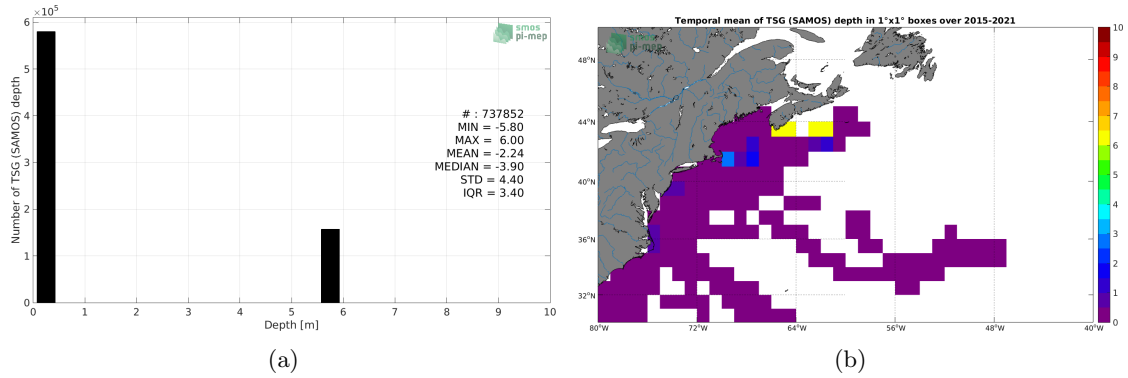 ×10⁵
6
5
4
3
2
1
0
0 1 2 3 4 5 6 7 8 9 10
Number of TSG (SAMOS) depth
Depth [m]
smos
pi-mep
# : 737852
MIN = -5.80
MAX = 6.00
MEAN = -2.24
MEDIAN = -3.90
STD = 4.40
IQR = 3.40
(a)
Temporal mean of TSG (SAMOS) depth in 1°x1° boxes over 2015-2021
smos
pi-mep
48°N
44°N
40°N
36°N
32°N
80°W 72°W 64°W 56°W 48°W 40°W
10
9
8
7
6
5
4
3
2
1
0
(b)